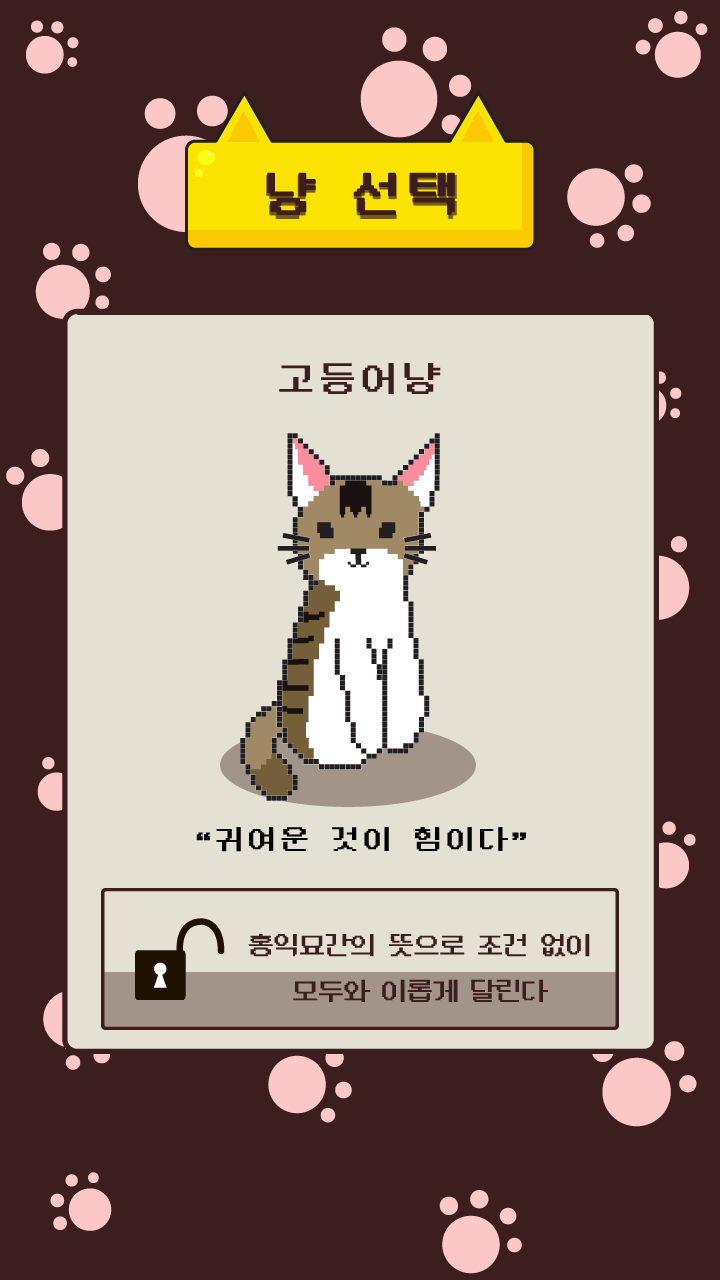 냥 선택
고등어냥
“귀여운 것이 힘이다”
홍익묘간의 뜻으로 조건 없이
모두와 이롭게 달린다